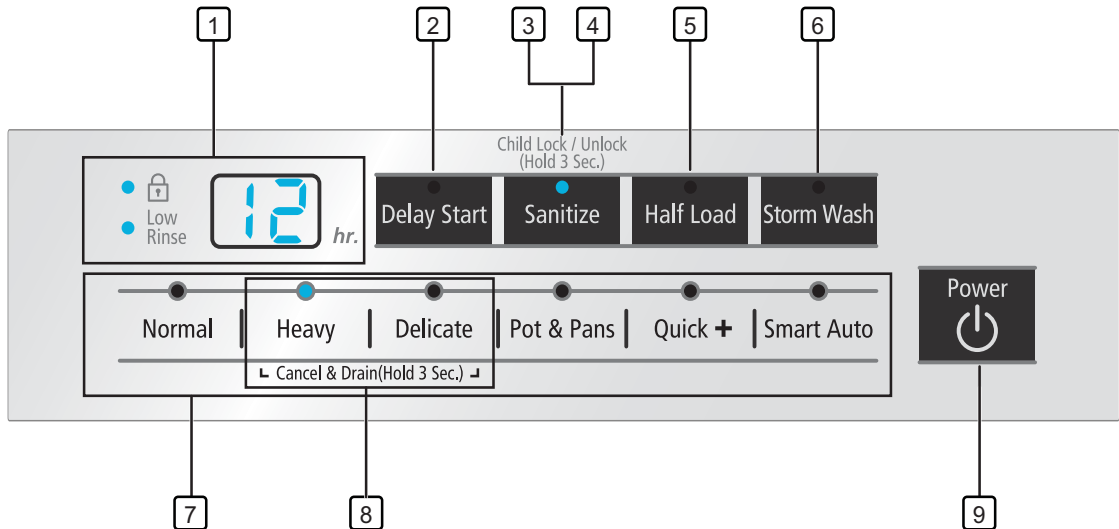 1 2 3 4 5 6
Child Lock / Unlock
(Hold 3 Sec.)
Low
Rinse
12 hr.
Delay Start Sanitize Half Load Storm Wash
Normal Heavy Delicate Pot & Pans Quick + Smart Auto
Power
Cancel & Drain(Hold 3 Sec.)
7 8 9